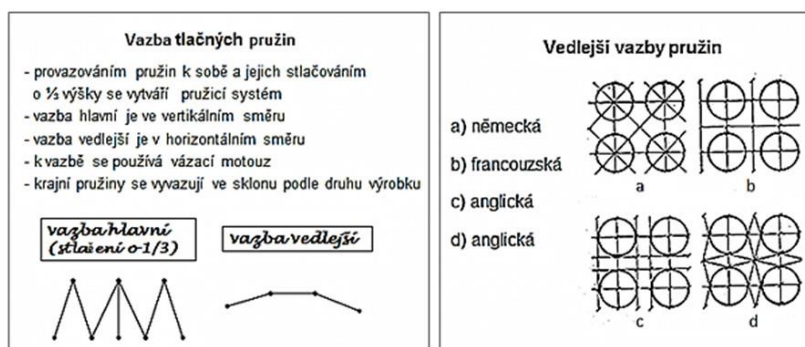 Vazba tlačných pružin
- provazováním pružin k sobě a jejich stlačováním
o ⅓ výšky se vytváří pružicí systém
- vazba hlavní je ve vertikálním směru
- vazba vedlejší je v horizontálním směru
- k vazbě se používá vázací motouz
- krajní pružiny se vyvazují ve sklonu podle druhu výrobku
vazba hlavní
(stlačení o 1/3)
vazba vedlejší
Vedlejší vazby pružin
a) německá
b) francouzská
c) anglická
d) anglická
a
b
c
d